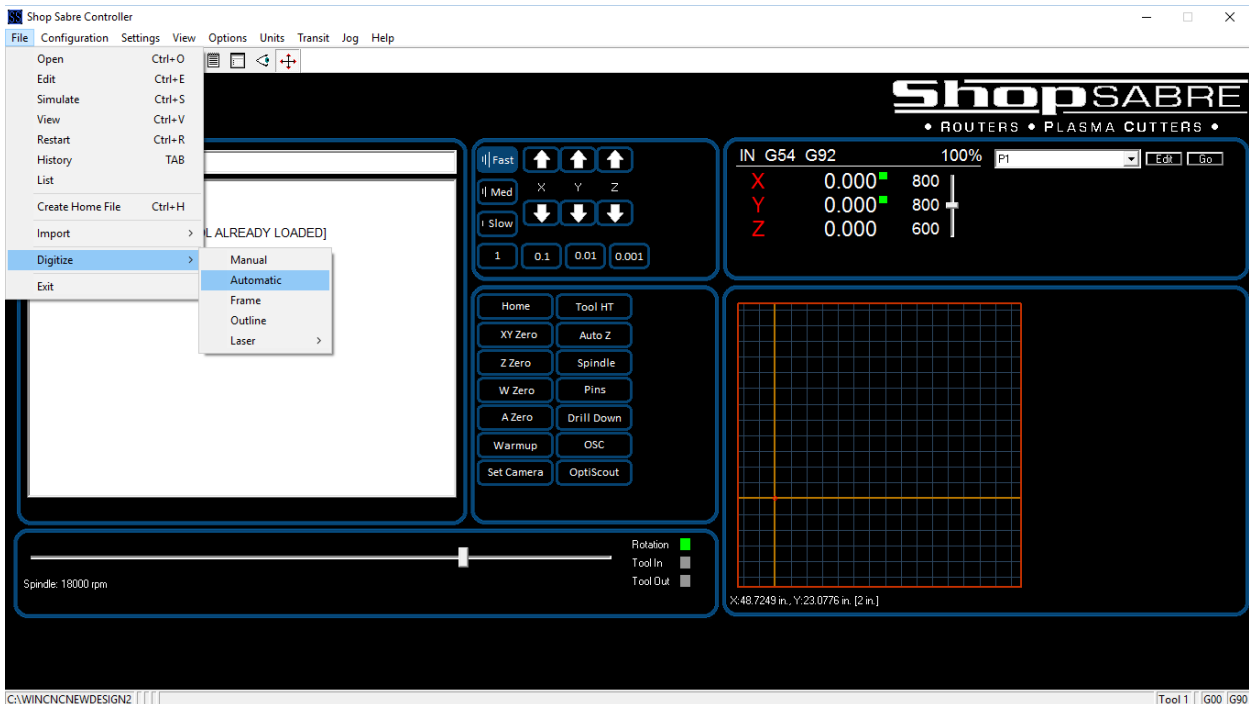 Shop Sabre Controller
File Configuration Settings View Options Units Transit Jog Help
Open Ctrl+O
Edit Ctrl+E
Simulate Ctrl+S
View Ctrl+V
Restart Ctrl+R
History TAB
List
Create Home File Ctrl+H
Import
Digitize
Exit
Manual
Automatic
Frame
Outline
Laser
ALREADY LOADED]
Fast
Med
Slow
X Y Z
1 0.1 0.01 0.001
Home Tool HT
XY Zero Auto Z
Z Zero Spindle
W Zero Pins
A Zero Drill Down
Warmup OSC
Set Camera OptiScout
ShopSABRE
• ROUTERS • PLASMA CUTTERS •
IN G54 G92 100% P1 Edit Go
X 0.000 800
Y 0.000 800
Z 0.000 600
X:48.7249 in., Y:23.0776 in. [2 in.]
Rotation
Tool In
Tool Out
Spindle: 18000 rpm
C:\WINCNCNEWDESIGN2
Tool 1 G00 G90